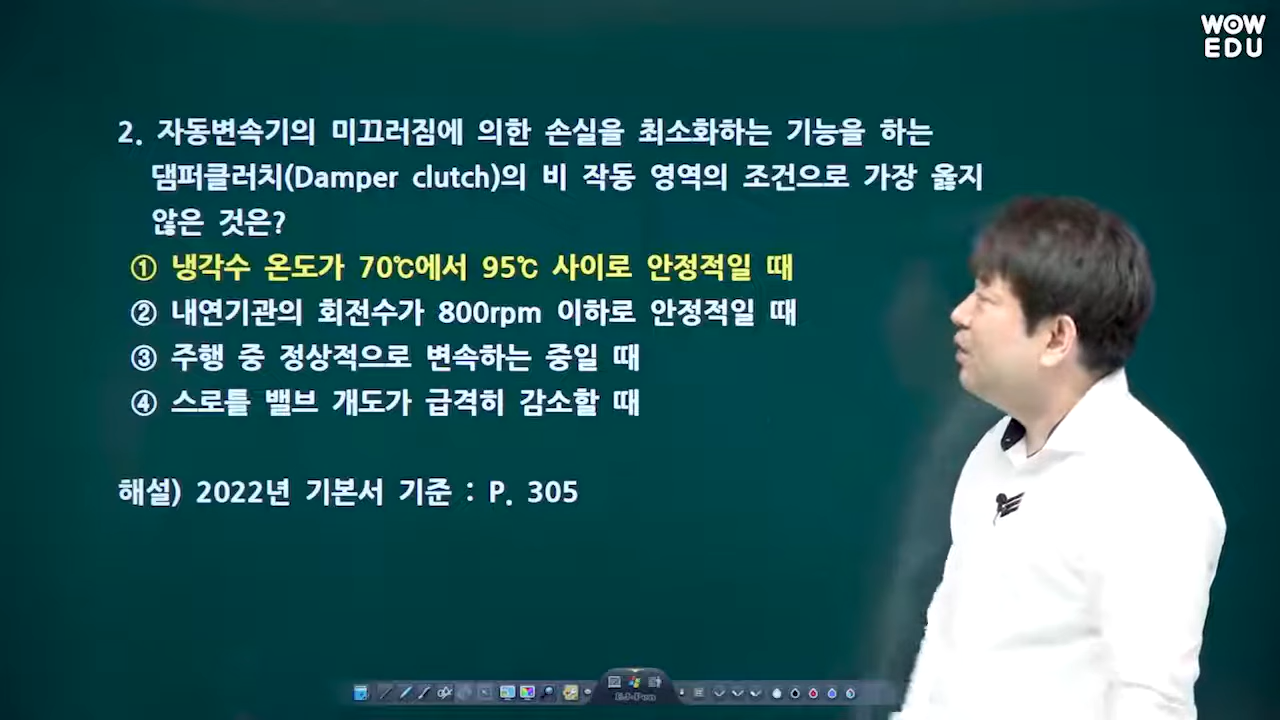 WOW
EDU
2. 자동변속기의 미끄러짐에 의한 손실을 최소화하는 기능을 하는
댐퍼클러치(Damper clutch)의 비 작동 영역의 조건으로 가장 옳지
않은 것은?
① 냉각수 온도가 70℃에서 95℃ 사이로 안정적일 때
② 내연기관의 회전수가 800rpm 이하로 안정적일 때
③ 주행 중 정상적으로 변속하는 중일 때
④ 스로틀 밸브 개도가 급격히 감소할 때
해설) 2022년 기본서 기준 : P. 305
EJ-Pen